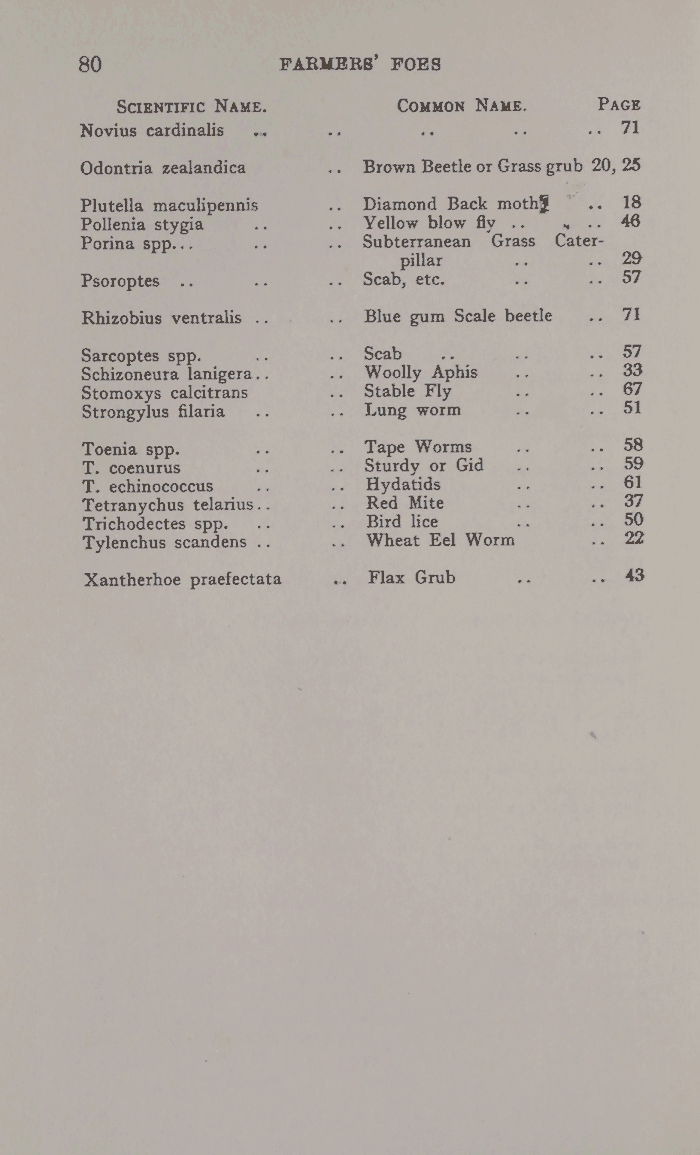 80 FARMERS' FOES
SCIENTIFIC NAME. COMMON NAME. PAGE
Novius cardinalis .. .. .. .. .. 71
Odontria zealandica .. Brown Beetle or Grass grub 20, 25
Plutella maculipennis .. Diamond Back moth .. 18
Pollenia stygia .. .. Yellow blow fly .. .. .. 46
Porina spp... .. .. Subterranean Grass Cater-
pillar .. .. 29
Psoroptes .. .. .. Scab, etc. .. .. 57
Rhizobius ventralis .. .. Blue gum Scale beetle .. 71
Sarcoptes spp. .. .. Scab .. .. .. 57
Schizoneura lanigera.. .. Woolly Aphis .. .. 33
Stomoxys calcitrans .. Stable Fly .. .. 67
Strongylus filaria .. .. Lung worm .. .. 51
Toenia spp. .. .. Tape Worms .. .. 58
T. coenurus .. .. Sturdy or Gid .. .. 59
T. echinococcus .. .. Hydatids .. .. 61
Tetranychus telarius.. .. Red Mite .. .. 37
Trichodectes spp. .. .. Bird lice .. .. 50
Tylenchus scandens .. .. Wheat Eel Worm .. 22
Xantherhoe praefectata .. Flax Grub .. .. 43